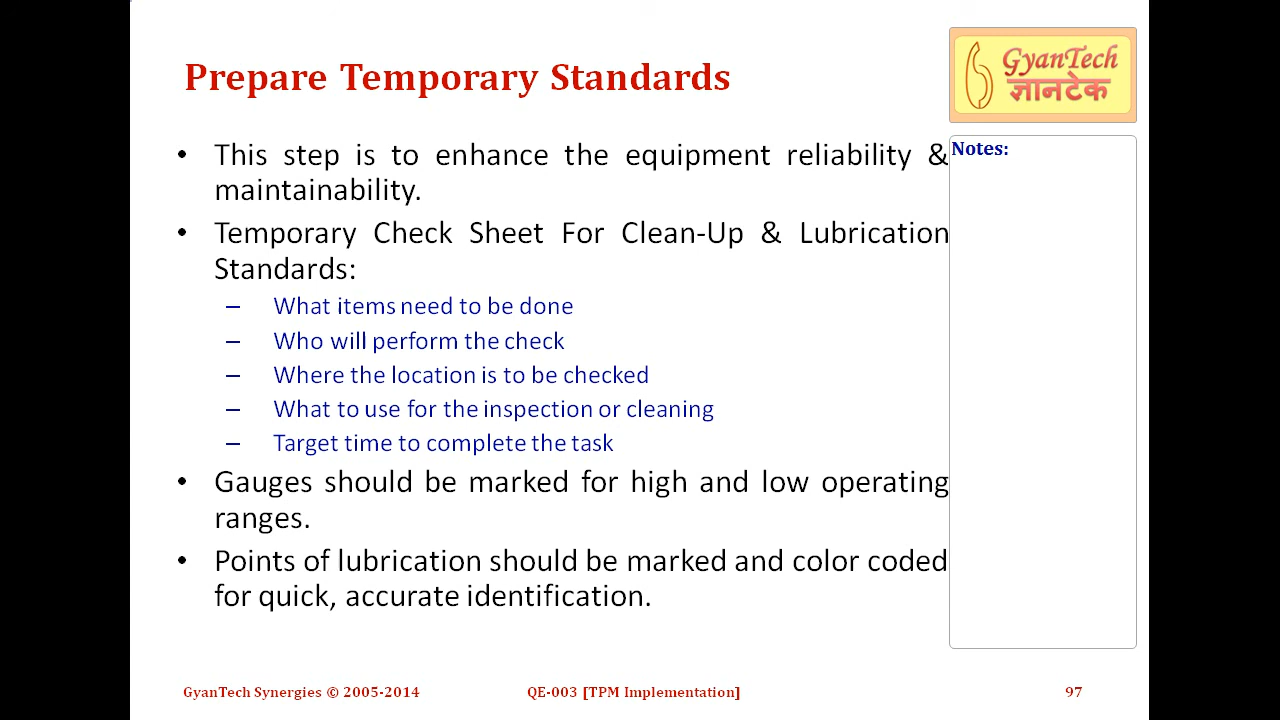 Prepare Temporary Standards
GyanTech
ज्ञानटेक
• This step is to enhance the equipment reliability &
maintainability.
• Temporary Check Sheet For Clean-Up & Lubrication
Standards:
– What items need to be done
– Who will perform the check
– Where the location is to be checked
– What to use for the inspection or cleaning
– Target time to complete the task
• Gauges should be marked for high and low operating
ranges.
• Points of lubrication should be marked and color coded
for quick, accurate identification.
Notes:
GyanTech Synergies © 2005-2014
QE-003 [TPM Implementation]
97